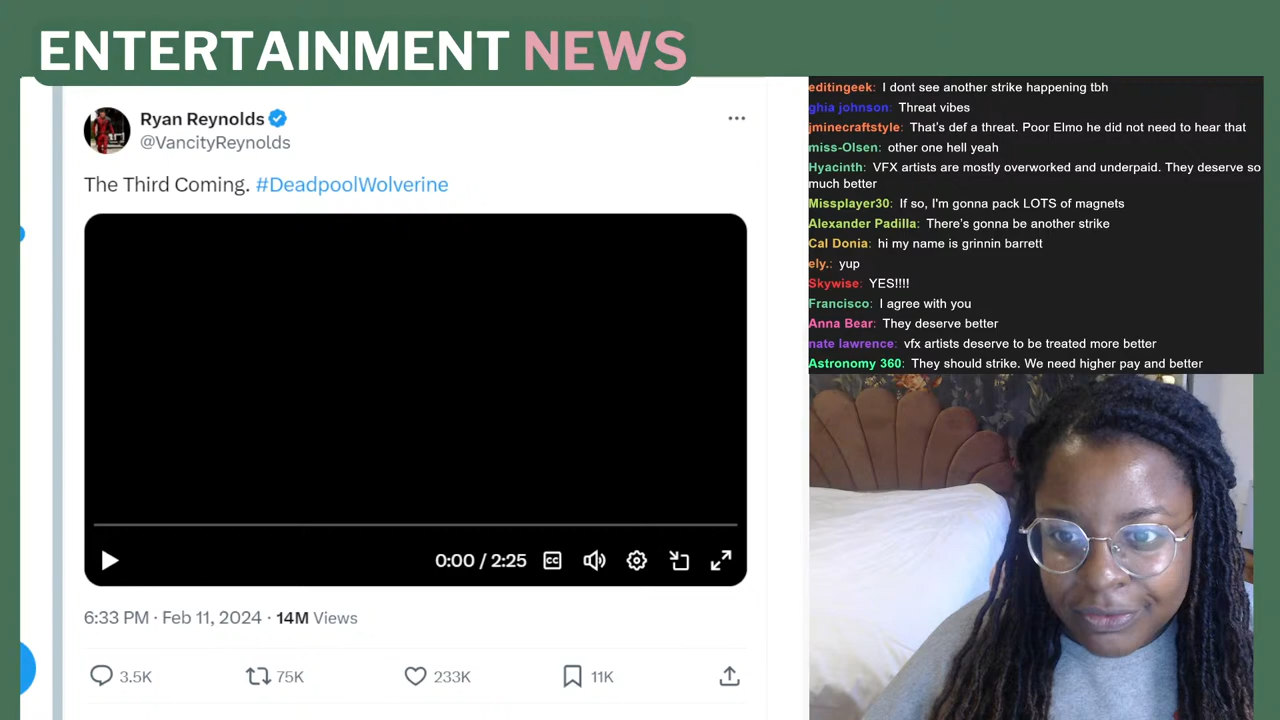 ENTERTAINMENT NEWS
Ryan Reynolds
@VancityReynolds
The Third Coming. #DeadpoolWolverine
0:00 / 2:25
CC
6:33 PM · Feb 11, 2024 · 14M Views
3.5K 75K 233K 11K
editingeek: I dont see another strike happening tbh
ghia johnson: Threat vibes
jminecraftstyle: That's def a threat. Poor Elmo he did not need to hear that
miss-Olsen: other one hell yeah
Hyacinth: VFX artists are mostly overworked and underpaid. They deserve so
much better
Missplayer30: If so, I'm gonna pack LOTS of magnets
Alexander Padilla: There's gonna be another strike
Cal Donia: hi my name is grinnin barrett
ely.: yup
Skywise: YES!!!!
Francisco: I agree with you
Anna Bear: They deserve better
nate lawrence: vfx artists deserve to be treated more better
Astronomy 360: They should strike. We need higher pay and better